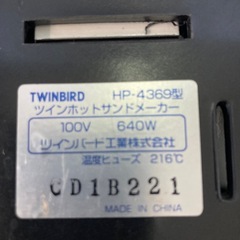 TWINBIRD HP-4369型
ツインホットサンドメーカー
100V 640W
ツインバード工業株式会社
温度ヒューズ 216℃
CD1B221
MADE IN CHINA